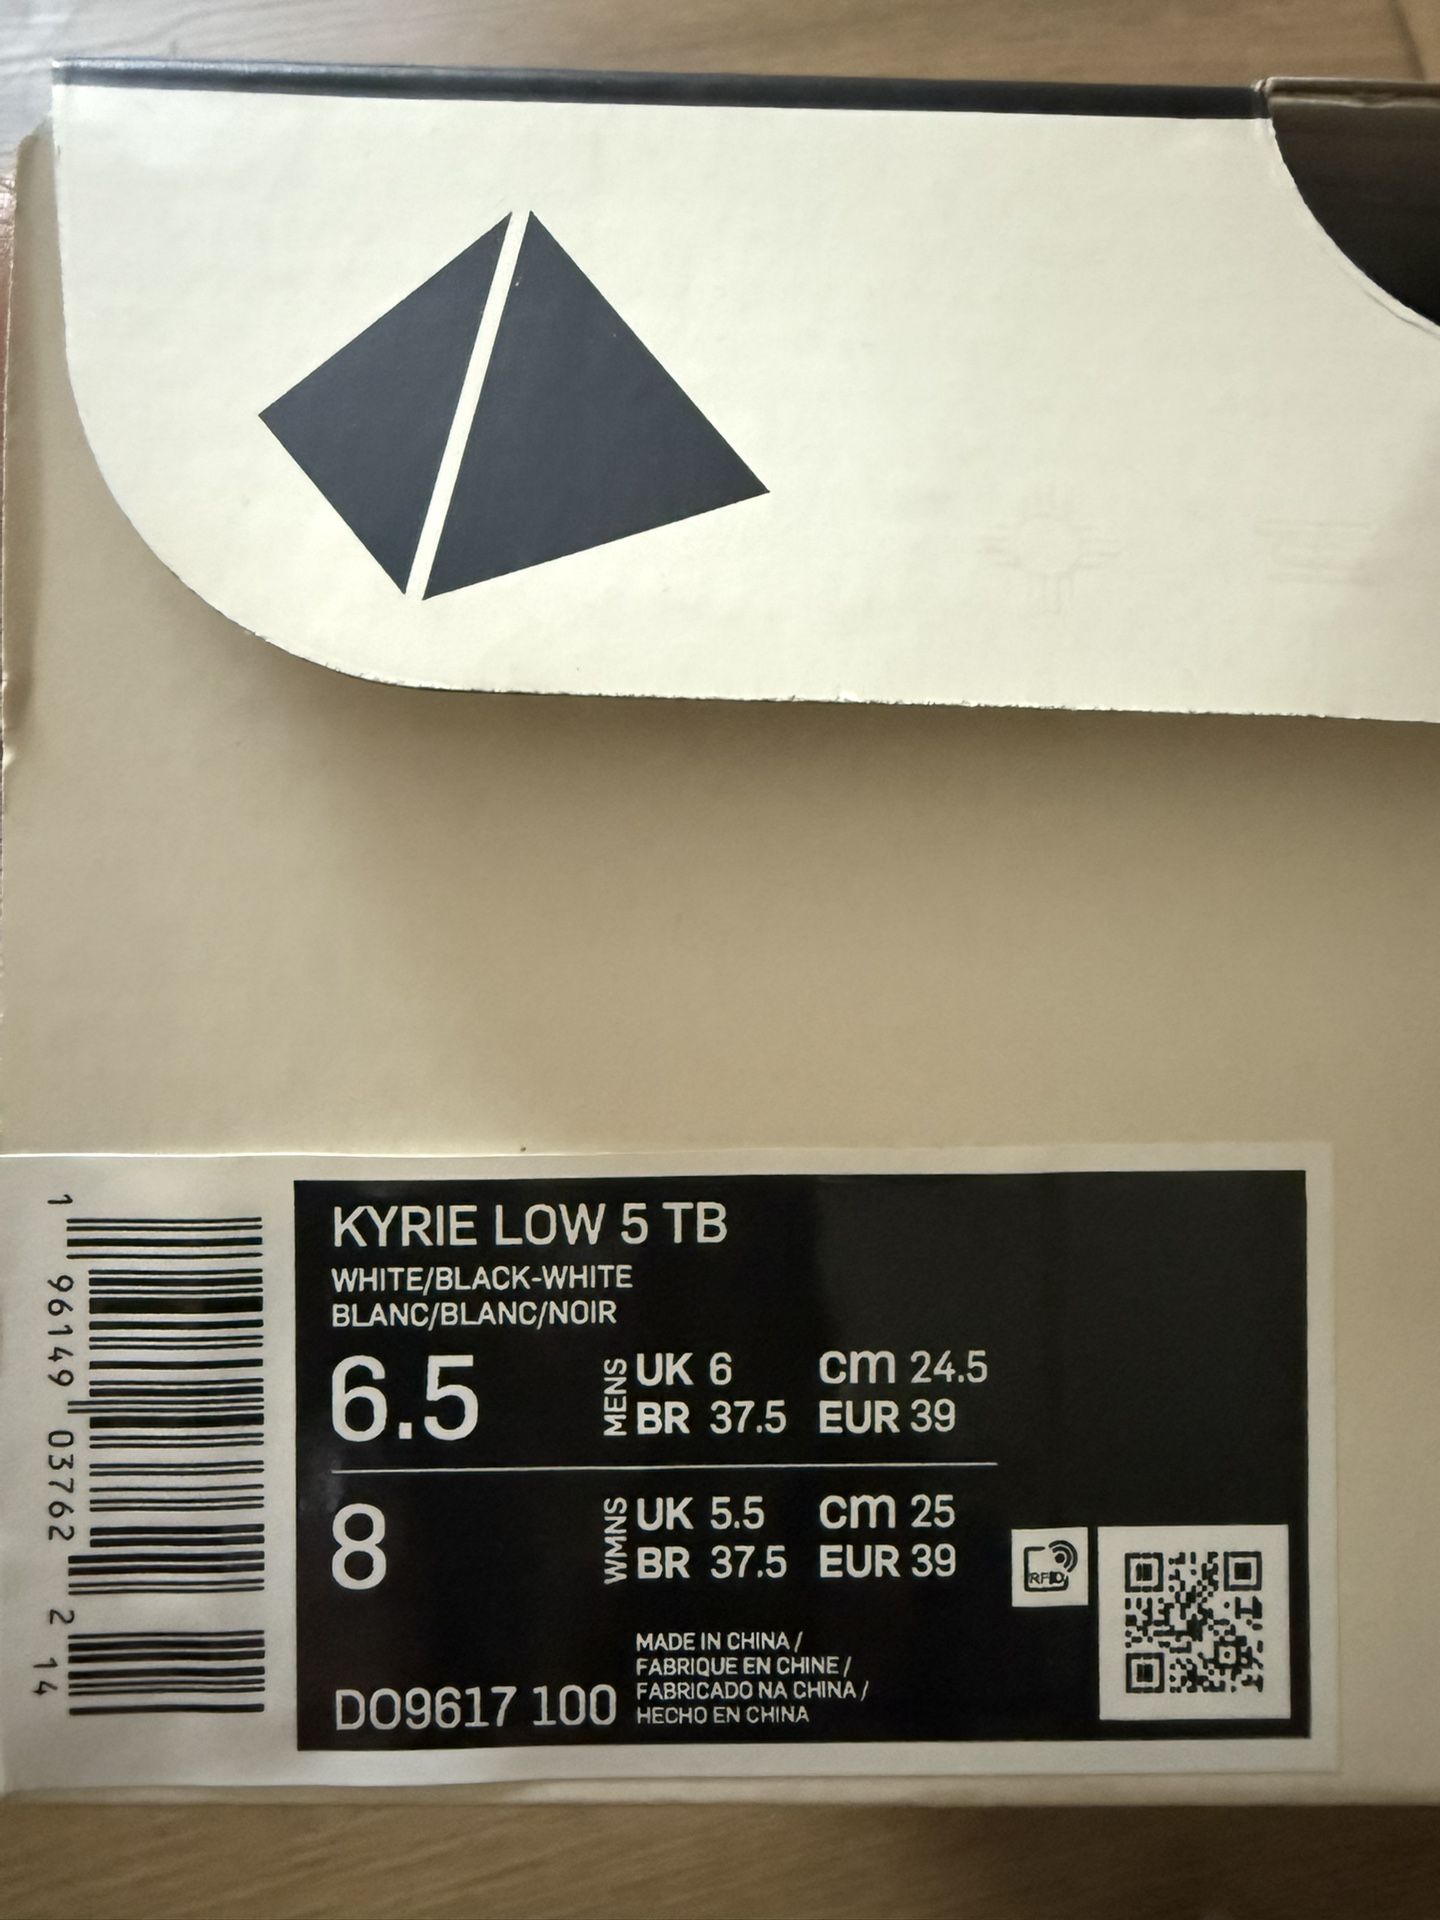 KYRIE LOW 5 TB
WHITE/BLACK-WHITE
BLANC/BLANC/NOIR
6.5 MENS UK 6 CM 24.5
BR 37.5 EUR 39
8 WMNS UK 5.5 CM 25
BR 37.5 EUR 39
RFID
MADE IN CHINA /
FABRIQUE EN CHINE /
FABRICADO NA CHINA /
HECHO EN CHINA
DO9617 100
1 96149 03762 2 14